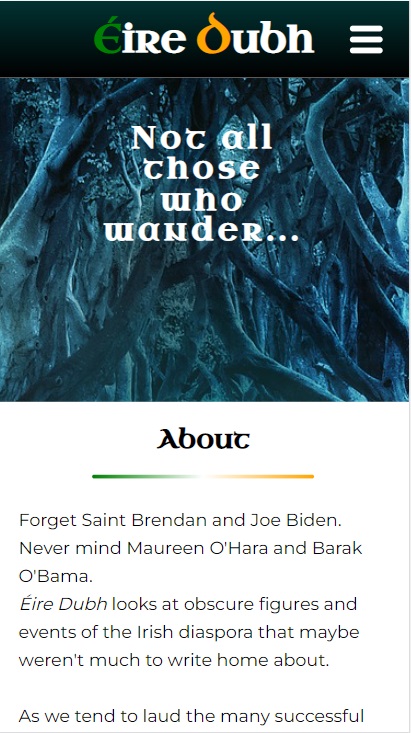 Éire Dubh
Not all
those
who
wander...
About
Forget Saint Brendan and Joe Biden.
Never mind Maureen O'Hara and Barak
O'Bama.
Éire Dubh looks at obscure figures and
events of the Irish diaspora that maybe
weren't much to write home about.
As we tend to laud the many successful